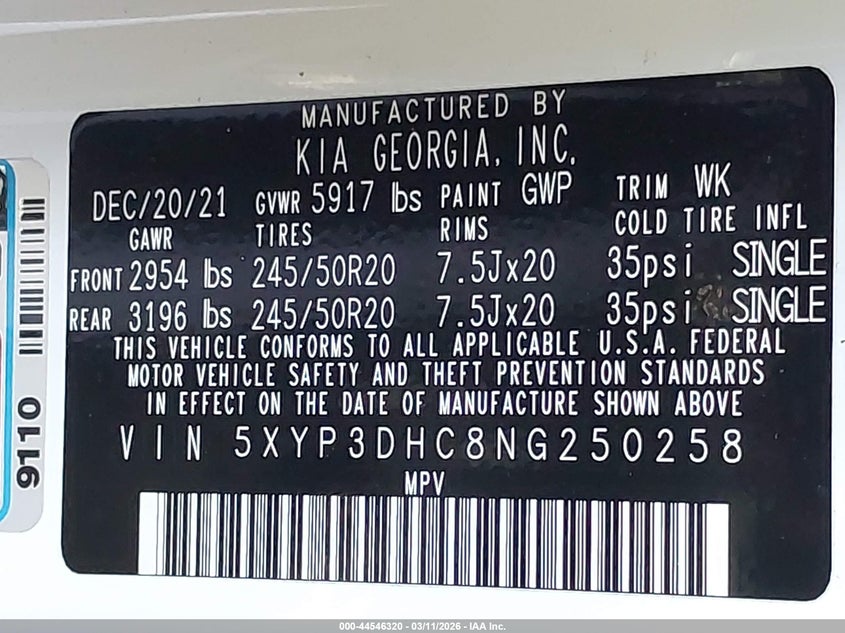 MANUFACTURED BY
KIA GEORGIA, INC.
DEC/20/21 GVWR 5917 lbs PAINT GWP TRIM WK
GAWR TIRES RIMS COLD TIRE INFL
FRONT 2954 lbs 245/50R20 7.5Jx20 35psi SINGLE
REAR 3196 lbs 245/50R20 7.5Jx20 35psi SINGLE
THIS VEHICLE CONFORMS TO ALL APPLICABLE U.S.A. FEDERAL
MOTOR VEHICLE SAFETY AND THEFT PREVENTION STANDARDS
IN EFFECT ON THE DATE OF MANUFACTURE SHOWN ABOVE
VIN 5XYP3DHC8NG250258
MPV
9110
000-44546320 - 03/11/2026 - IAA Inc.